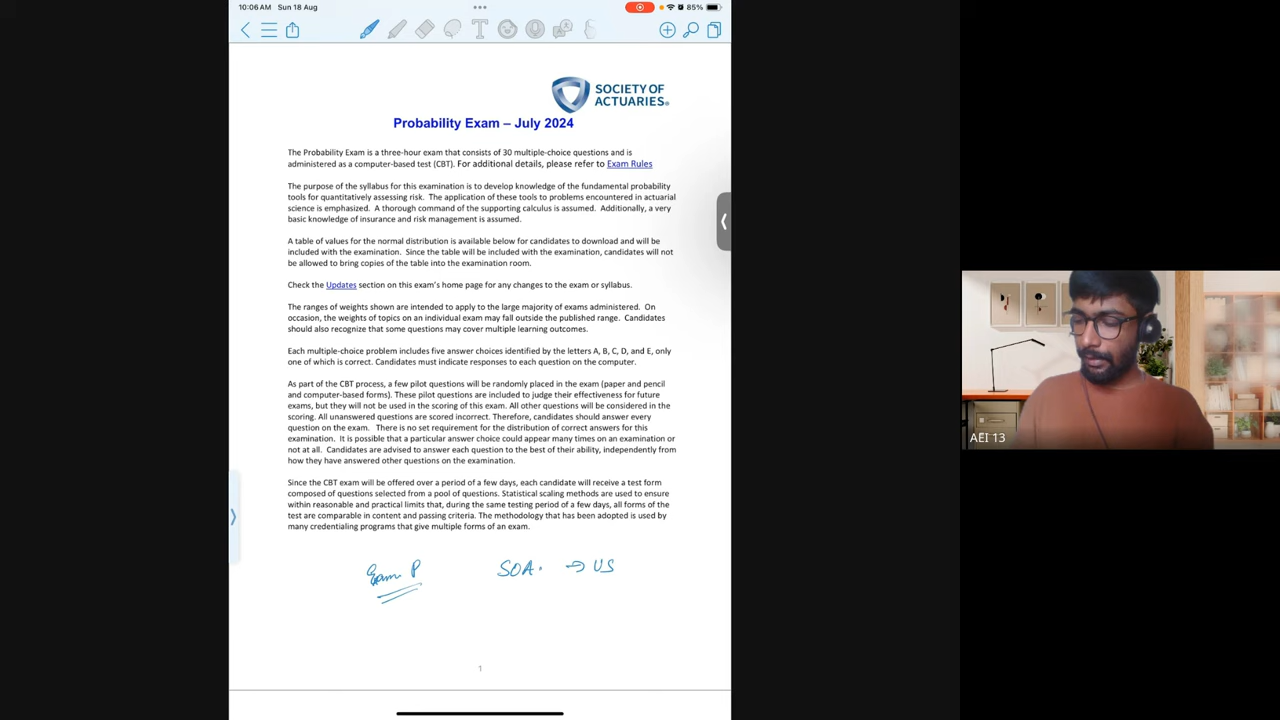 10:06 AM Sun 18 Aug
85%
SOCIETY OF
ACTUARIES®
Probability Exam – July 2024
The Probability Exam is a three-hour exam that consists of 30 multiple-choice questions and is
administered as a computer-based test (CBT). For additional details, please refer to Exam Rules
The purpose of the syllabus for this examination is to develop knowledge of the fundamental probability
tools for quantitatively assessing risk. The application of these tools to problems encountered in actuarial
science is emphasized. A thorough command of the supporting calculus is assumed. Additionally, a very
basic knowledge of insurance and risk management is assumed.
A table of values for the normal distribution is available below for candidates to download and will be
included with the examination. Since the table will be included with the examination, candidates will not
be allowed to bring copies of the table into the examination room.
Check the Updates section on this exam's home page for any changes to the exam or syllabus.
The ranges of weights shown are intended to apply to the large majority of exams administered. On
occasion, the weights of topics on an individual exam may fall outside the published range. Candidates
should also recognize that some questions may cover multiple learning outcomes.
Each multiple-choice problem includes five answer choices identified by the letters A, B, C, D, and E, only
one of which is correct. Candidates must indicate responses to each question on the computer.
As part of the CBT process, a few pilot questions will be randomly placed in the exam (paper and pencil
and computer-based forms). These pilot questions are included to judge their effectiveness for future
exams, but they will not be used in the scoring of this exam. All other questions will be considered in the
scoring. All unanswered questions are scored incorrect. Therefore, candidates should answer every
question on the exam. There is no set requirement for the distribution of correct answers for this
examination. It is possible that a particular answer choice could appear many times on an examination or
not at all. Candidates are advised to answer each question to the best of their ability, independently from
how they have answered other questions on the examination.
Since the CBT exam will be offered over a period of a few days, each candidate will receive a test form
composed of questions selected from a pool of questions. Statistical scaling methods are used to ensure
within reasonable and practical limits that, during the same testing period of a few days, all forms of the
test are comparable in content and passing criteria. The methodology that has been adopted is used by
many credentialing programs that give multiple forms of an exam.
Exam P SOA. → US
1
AEI 13